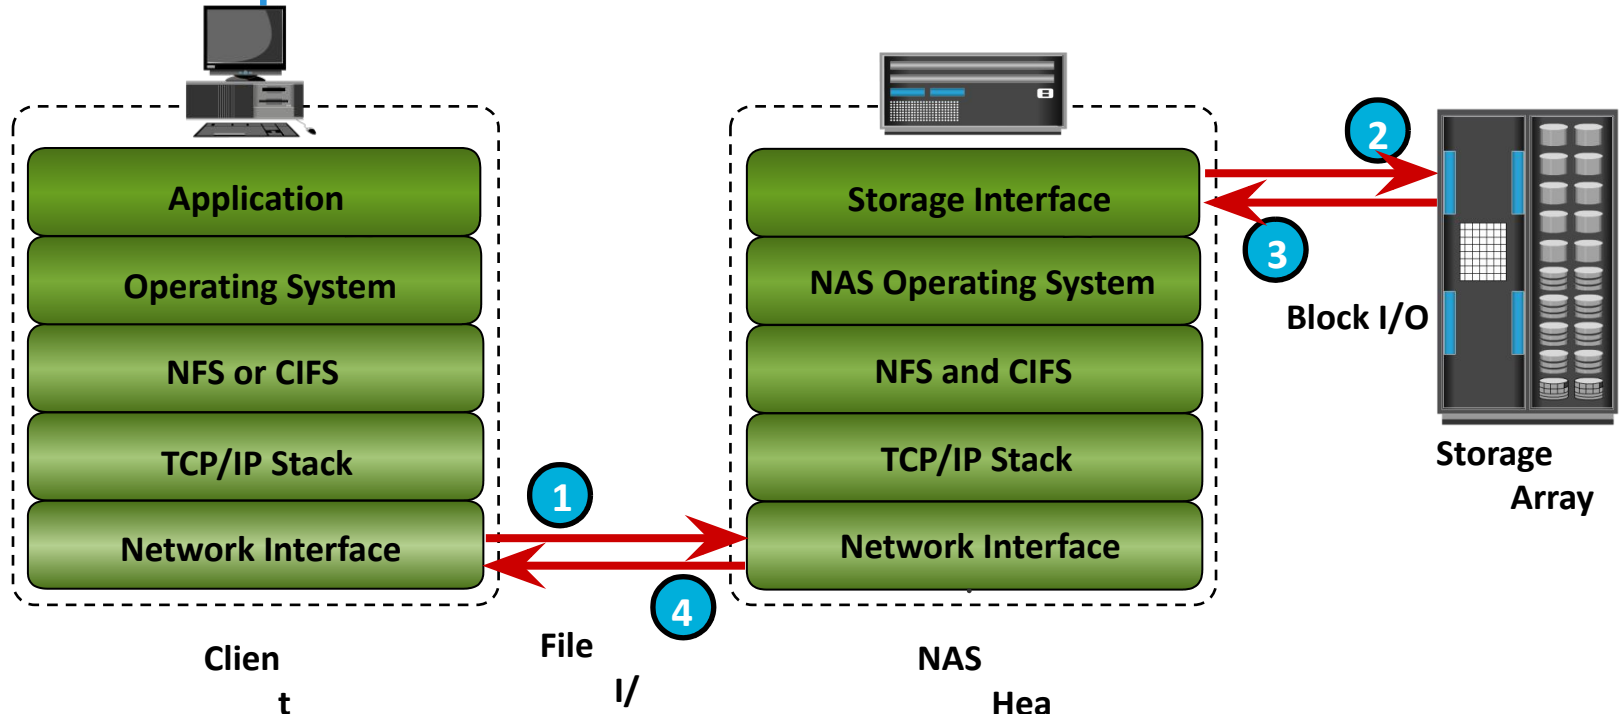 Application
Operating System
NFS or CIFS
TCP/IP Stack
Network Interface
Clien
t
1
4
File
I/
Storage Interface
NAS Operating System
NFS and CIFS
TCP/IP Stack
Network Interface
NAS
Hea
2
3
Block I/O
Storage
Array